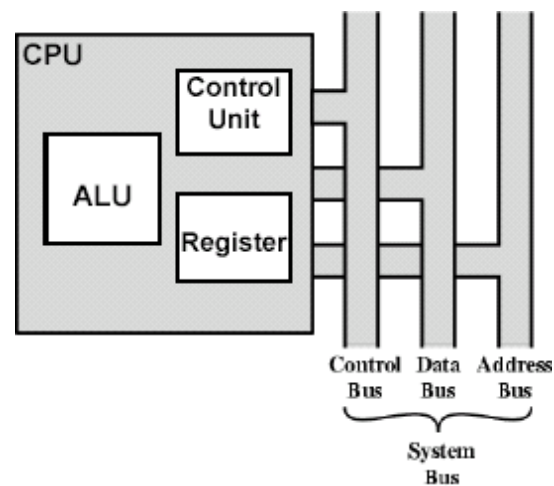 CPU
Control
Unit
ALU
Register
Control Data Address
Bus Bus Bus
System
Bus